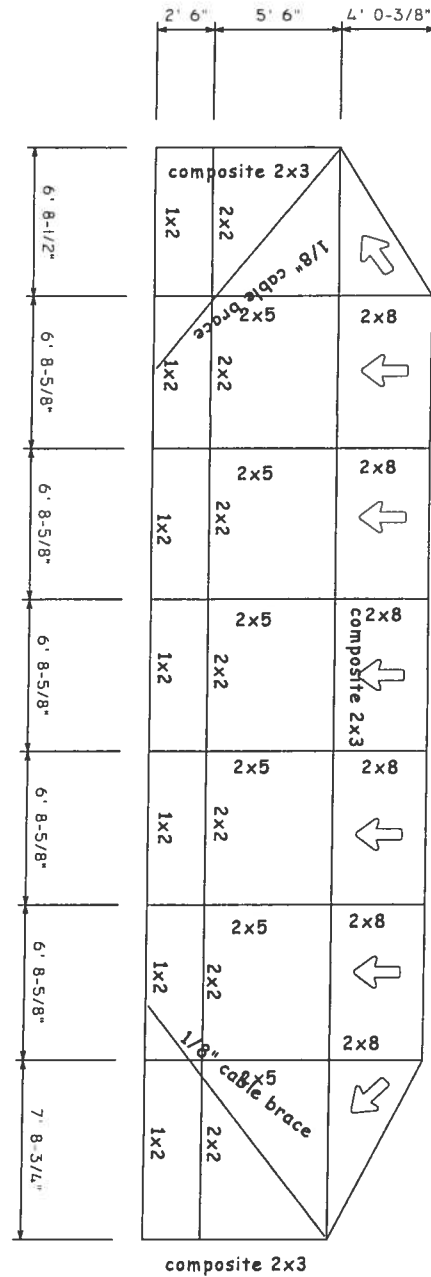 2' 6" 5' 6" 4' 0-3/8"
composite 2x3
6' 8-1/2"
1x2 2x2
1/8" cable brace
2x5 2x8
6' 8-5/8"
1x2 2x2
2x5 2x8
6' 8-5/8"
1x2 2x2
2x5 2x8
6' 8-5/8"
1x2 2x2
composite 2x3
2x5 2x8
6' 8-5/8"
1x2 2x2
2x5 2x8
6' 8-5/8"
1x2 2x2
2x8
1/8" cable brace
2x5
7' 8-3/4"
1x2 2x2
composite 2x3